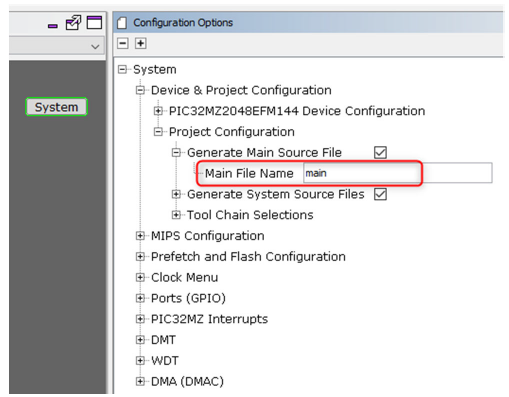 Configuration Options
System
Device & Project Configuration
System
PIC32MZ2048EFM144 Device Configuration
Project Configuration
Generate Main Source File
Main File Name main
Generate System Source Files
Tool Chain Selections
MIPS Configuration
Prefetch and Flash Configuration
Clock Menu
Ports (GPIO)
PIC32MZ Interrupts
DMT
WDT
DMA (DMAC)